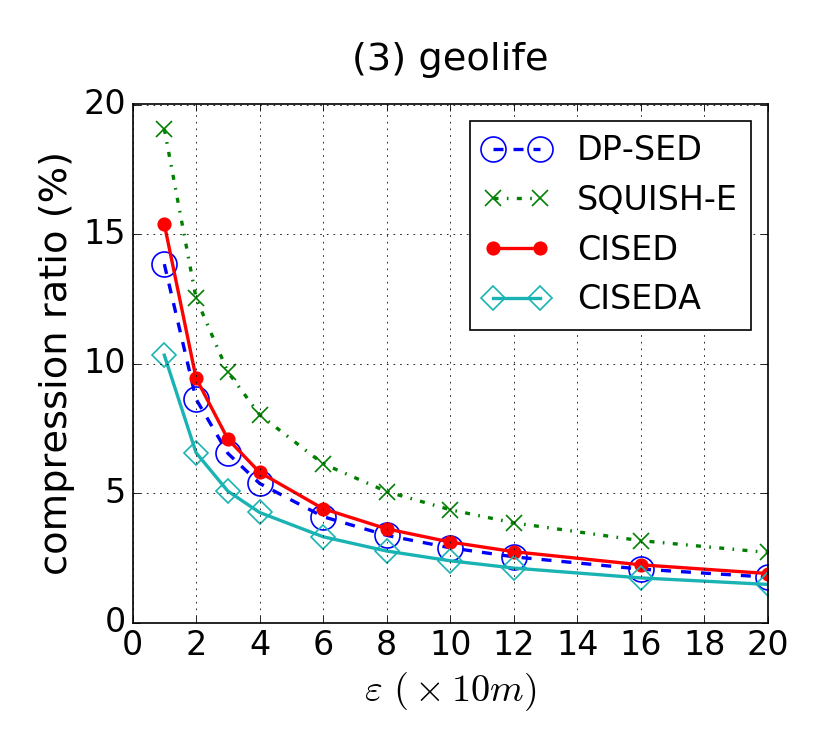 (3) geolife
compression ratio (%)
20
15
10
5
0
DP-SED
SQUISH-E
CISED
CISEDA
0 2 4 6 8 10 12 14 16 18 20
ε (×10m)